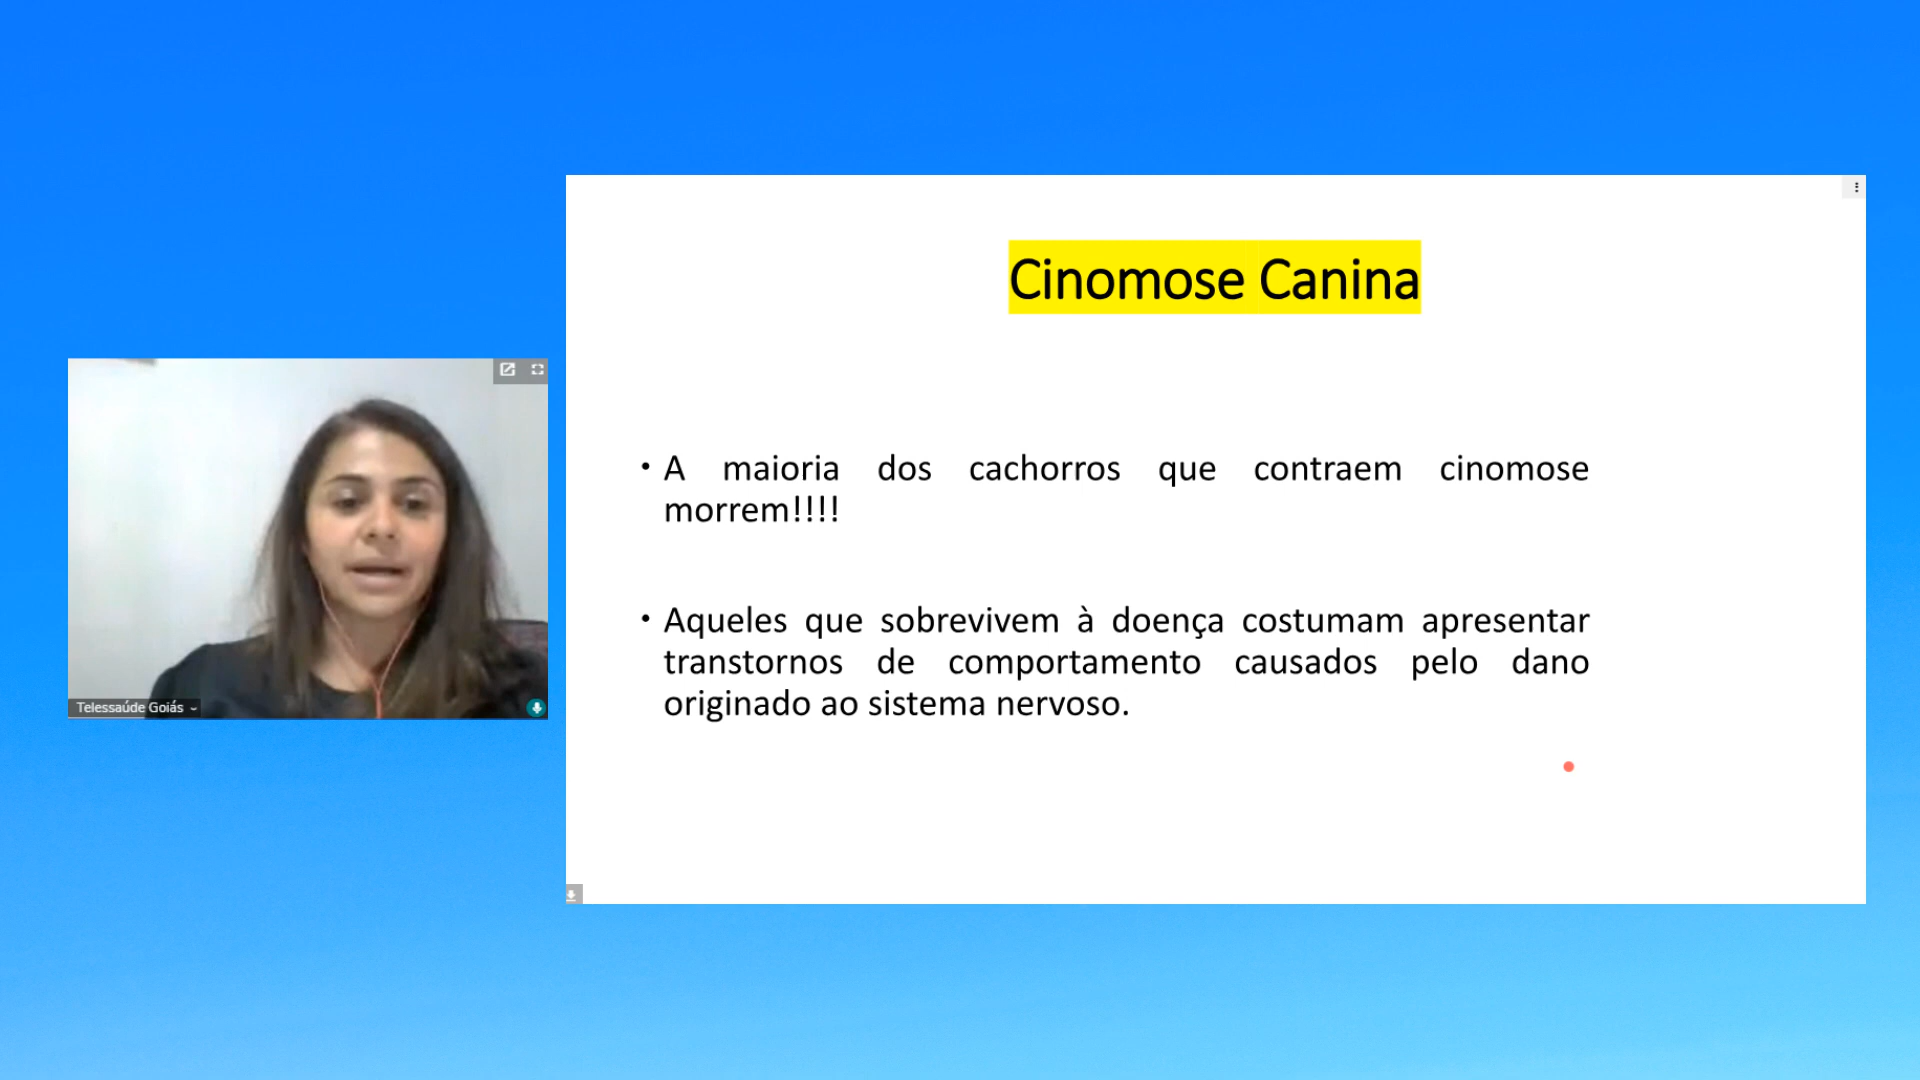 Cinomose Canina
• A maioria dos cachorros que contraem cinomose
morrem!!!!
• Aqueles que sobrevivem à doença costumam apresentar
transtornos de comportamento causados pelo dano
originado ao sistema nervoso.
Telessaúde Goiás